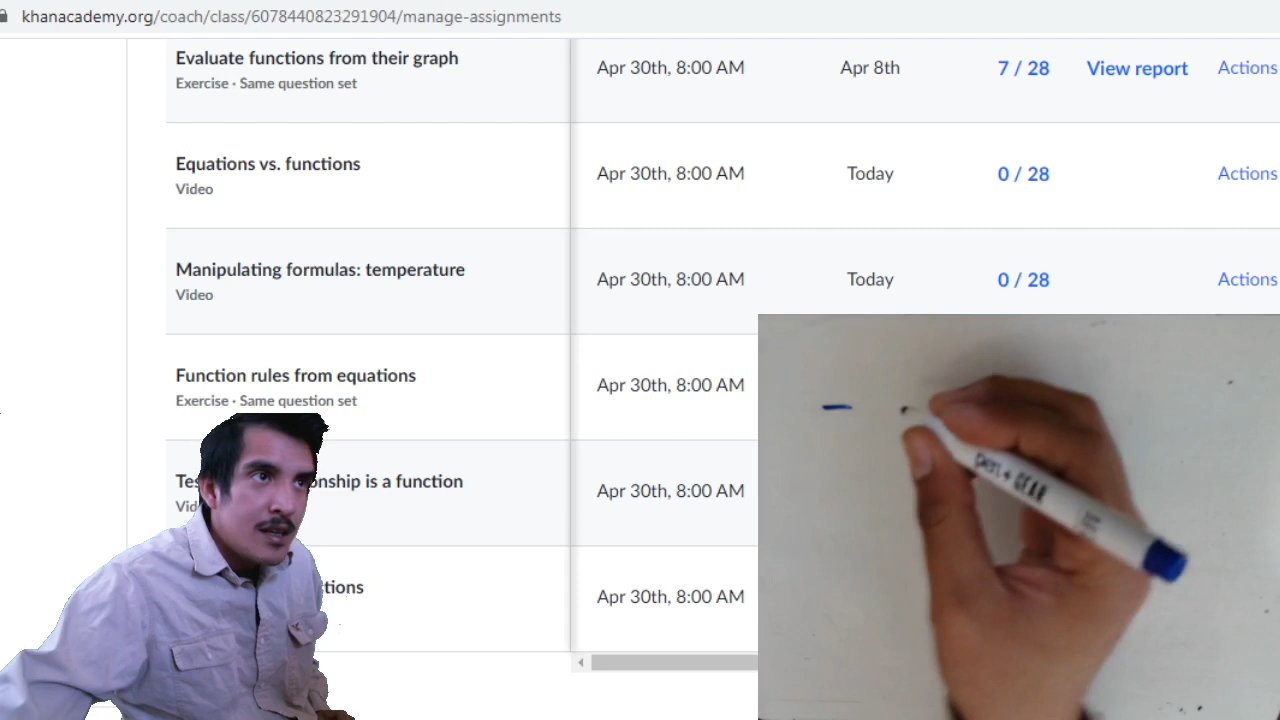 khanacademy.org/coach/class/6078440823291904/manage-assignments
Evaluate functions from their graph
Exercise · Same question set
Apr 30th, 8:00 AM
Apr 8th
7 / 28
View report
Actions
Equations vs. functions
Video
Apr 30th, 8:00 AM
Today
0 / 28
Actions
Manipulating formulas: temperature
Video
Apr 30th, 8:00 AM
Today
0 / 28
Actions
Function rules from equations
Exercise · Same question set
Apr 30th, 8:00 AM
is a function
Apr 30th, 8:00 AM
Apr 30th, 8:00 AM
pen + GEAR